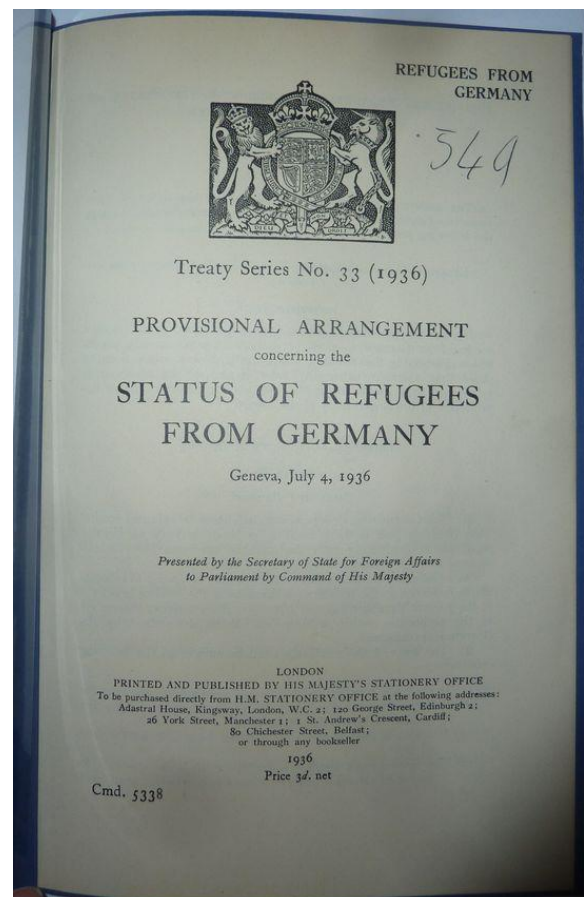 REFUGEES FROM
GERMANY
549
DIEU DROIT
Treaty Series No. 33 (1936)
PROVISIONAL ARRANGEMENT
concerning the
STATUS OF REFUGEES
FROM GERMANY
Geneva, July 4, 1936
Presented by the Secretary of State for Foreign Affairs
to Parliament by Command of His Majesty
LONDON
PRINTED AND PUBLISHED BY HIS MAJESTY'S STATIONERY OFFICE
To be purchased directly from H.M. STATIONERY OFFICE at the following addresses:
Adastral House, Kingsway, London, W.C. 2; 120 George Street, Edinburgh 2;
26 York Street, Manchester 1; 1 St. Andrew's Crescent, Cardiff;
80 Chichester Street, Belfast;
or through any bookseller
1936
Price 3d. net
Cmd. 5338